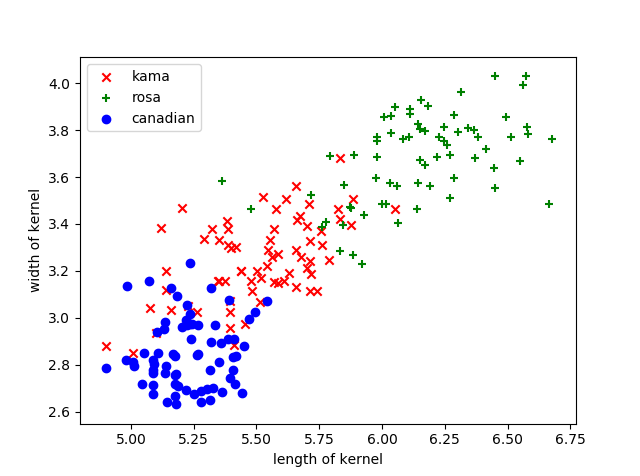 kama
rosa
canadian
4.0
3.8
3.6
3.4
3.2
3.0
2.8
2.6
width of kernel
5.00 5.25 5.50 5.75 6.00 6.25 6.50 6.75
length of kernel